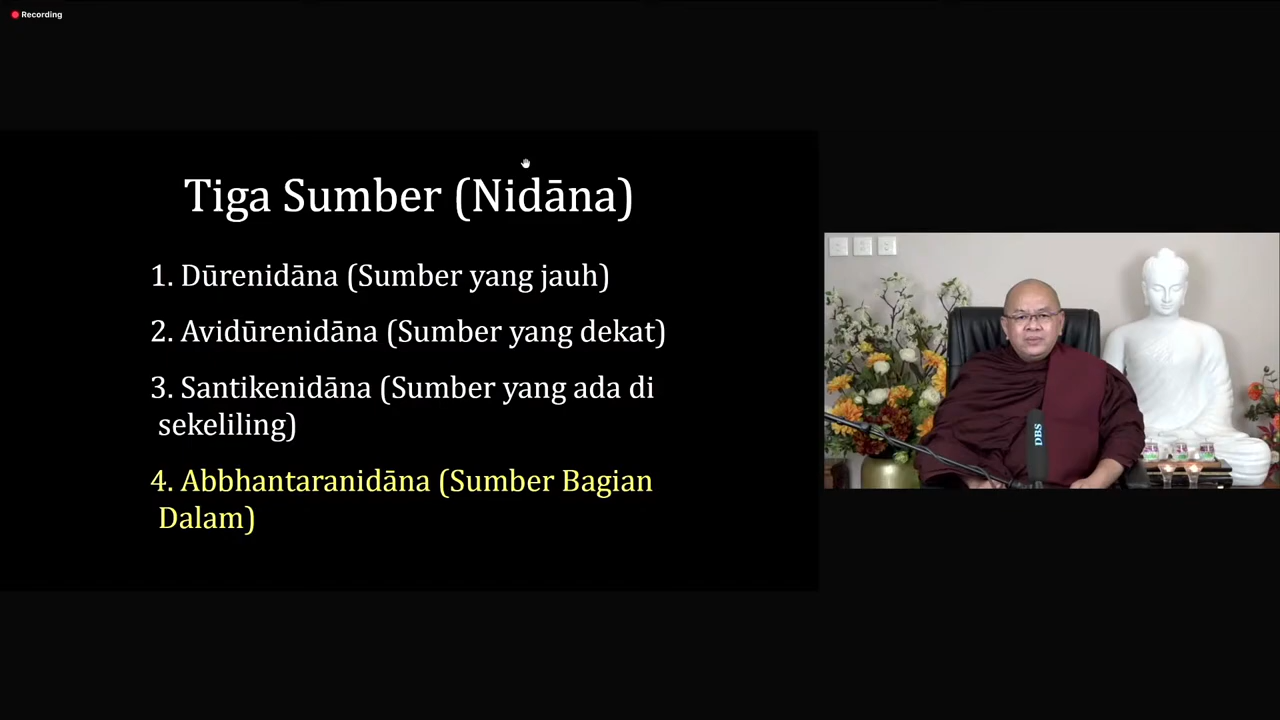 Recording
Tiga Sumber (Nidāna)
1. Dūrenidāna (Sumber yang jauh)
2. Avidūrenidāna (Sumber yang dekat)
3. Santikenidāna (Sumber yang ada di
sekeliling)
4. Abbhantaranidāna (Sumber Bagian
Dalam)
DBS